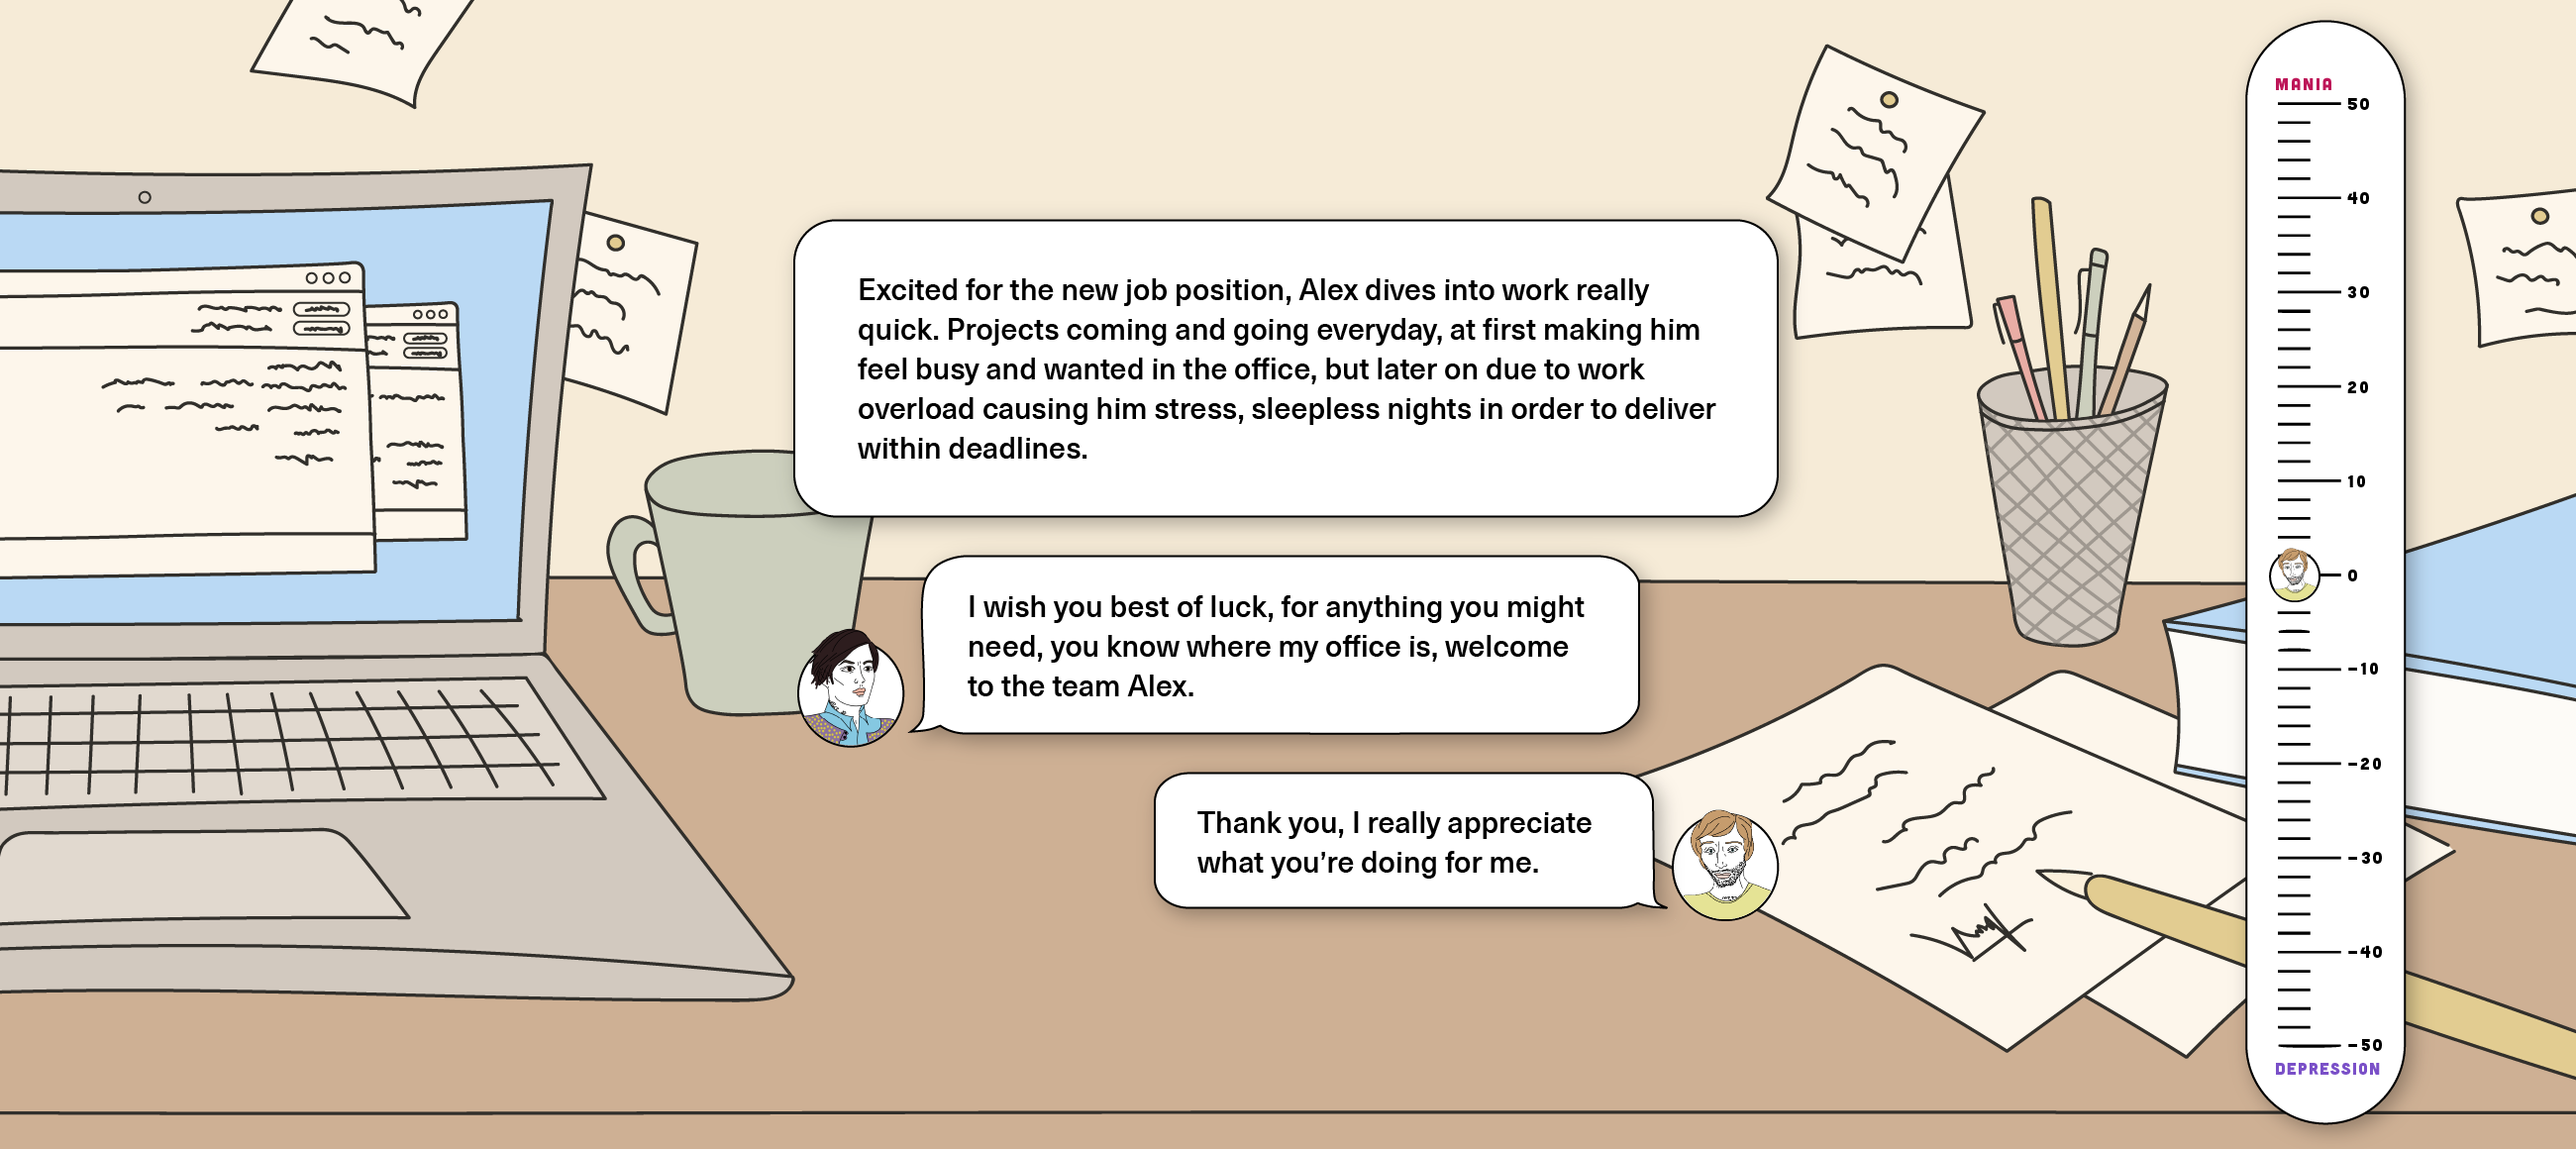 Excited for the new job position, Alex dives into work really
quick. Projects coming and going everyday, at first making him
feel busy and wanted in the office, but later on due to work
overload causing him stress, sleepless nights in order to deliver
within deadlines.
I wish you best of luck, for anything you might
need, you know where my office is, welcome
to the team Alex.
Thank you, I really appreciate
what you’re doing for me.
MANIA
50
40
30
20
10
0
-10
-20
-30
-40
-50
DEPRESSION